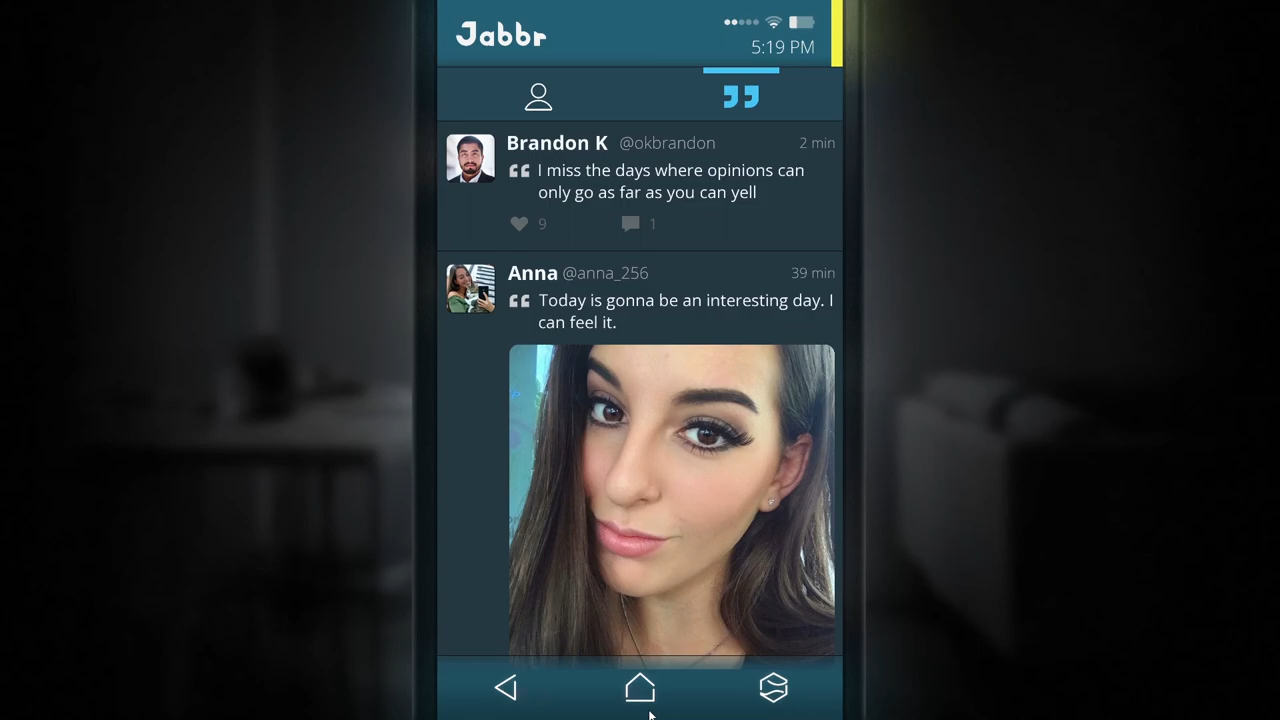 Jabbr
5:19 PM
Brandon K @okbrandon 2 min
I miss the days where opinions can
only go as far as you can yell
9 1
Anna @anna_256 39 min
Today is gonna be an interesting day. I
can feel it.